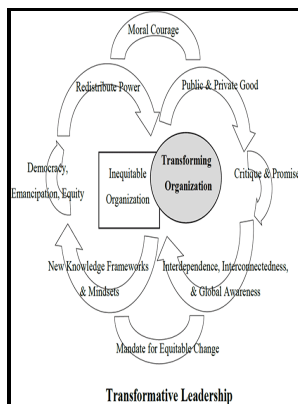 Moral Courage
Redistribute Power
Public & Private Good
Democracy,
Emancipation, Equity
Inequitable
Organization
Transforming
Organization
Critique & Promise
New Knowledge Frameworks
& Mindsets
Interdependence, Interconnectedness,
& Global Awareness
Mandate for Equitable Change
Transformative Leadership